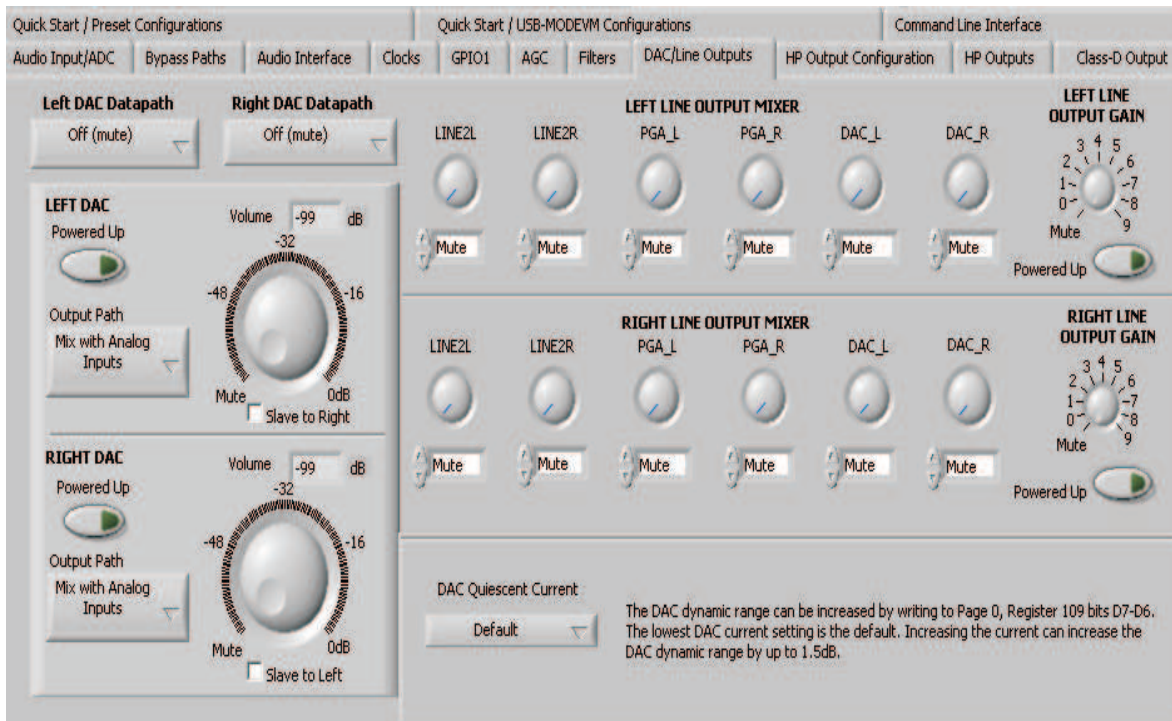 Quick Start / Preset Configurations
Quick Start / USB-MODEVM Configurations
Command Line Interface
Audio Input/ADC
Bypass Paths
Audio Interface
Clocks
GPIO1
AGC
Filters
DAC/Line Outputs
HP Output Configuration
HP Outputs
Class-D Output
Left DAC Datapath
Right DAC Datapath
Off (mute)
Off (mute)
LEFT DAC
Powered Up
Volume -99 dB
-32
-48
-16
Output Path
Mix with Analog
Inputs
Mute
0dB
Slave to Right
RIGHT DAC
Powered Up
Volume -99 dB
-32
-48
-16
Output Path
Mix with Analog
Inputs
Mute
0dB
Slave to Left
LEFT LINE OUTPUT MIXER
LINE2L LINE2R PGA_L PGA_R DAC_L DAC_R
Mute Mute Mute Mute Mute Mute
LEFT LINE
OUTPUT GAIN
3 4 5
2 6
1- -7
0- -8
Mute 9
Powered Up
RIGHT LINE OUTPUT MIXER
LINE2L LINE2R PGA_L PGA_R DAC_L DAC_R
Mute Mute Mute Mute Mute Mute
RIGHT LINE
OUTPUT GAIN
3 4 5
2 6
1- -7
0- -8
Mute 9
Powered Up
DAC Quiescent Current
Default
The DAC dynamic range can be increased by writing to Page 0, Register 109 bits D7-D6.
The lowest DAC current setting is the default. Increasing the current can increase the
DAC dynamic range by up to 1.5dB.